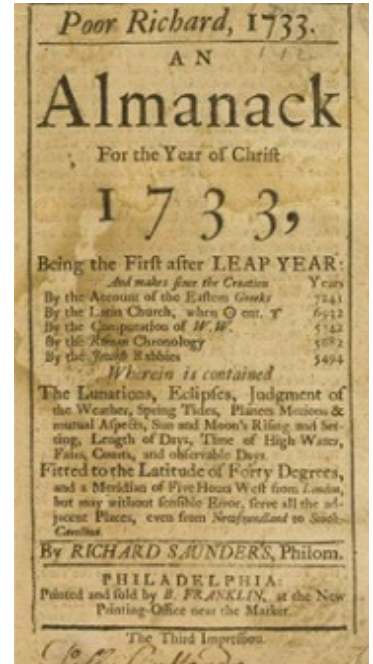 Poor Richard, 1733.
AN
Almanack
For the Year of Chriſt
1733,
Being the Firſt after LEAP YEAR:
And makes ſince the Creation Years
By the Account of the Eaſtern Greeks 7241
By the Latin Church, when ☉ ent. ♈ 6932
By the Computation of W.W. 5742
By the Roman Chronology 5682
By the Jewiſh Rabbies 5494
Wherein is contained
The Lunations, Eclipſes, Judgment of
the Weather, Spring Tides, Planets Motions &
mutual Aſpects, Sun and Moon's Riſing and Set-
ting, Length of Days, Time of High Water,
Fairs, Courts, and obſervable Days.
Fitted to the Latitude of Forty Degrees,
and a Meridian of Five Hours Weſt from London,
but may without ſenſible Error, ſerve all the ad-
jacent Places, even from Newfoundland to South-
Carolina.
By RICHARD SAUNDERS, Philom.
PHILADELPHIA:
Printed and ſold by B. FRANKLIN, at the New
Printing-Office near the Market.
The Third Impreſſion.